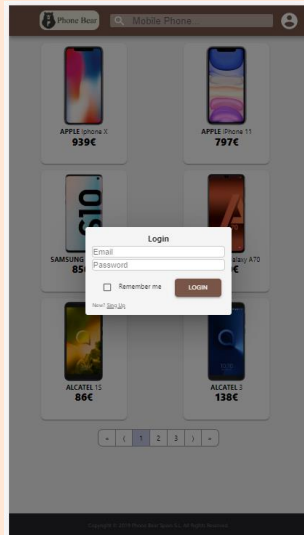 Phone Bear
Mobile Phone...
APPLE Iphone X
939€
APPLE iPhone 11
797€
S10
SAMSUNG
Galaxy A70
Login
Email
Password
Remember me
LOGIN
New? Sing Up
ALCATEL 1S
86€
ALCATEL 3
138€
« ⟨ 1 2 3 ⟩ »